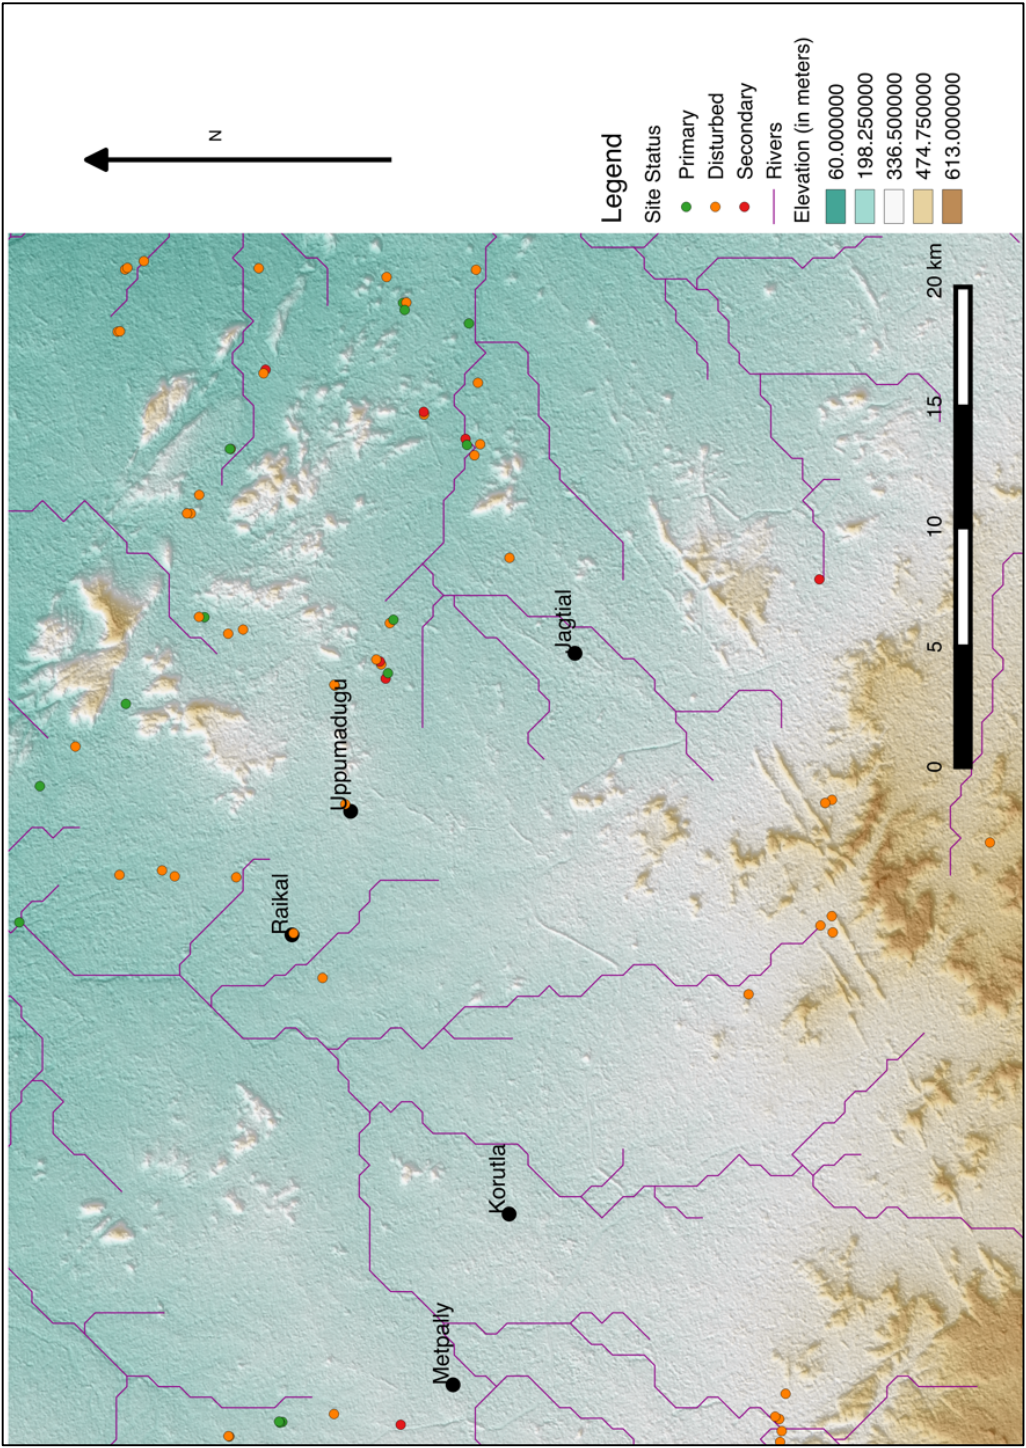 N
Legend
Site Status
Primary
Disturbed
Secondary
Rivers
Elevation (in meters)
60.000000
198.250000
336.500000
474.750000
613.000000
Uppumadugu
Raikal
Jagtial
Korutla
Metpally
0 5 10 15 20 km